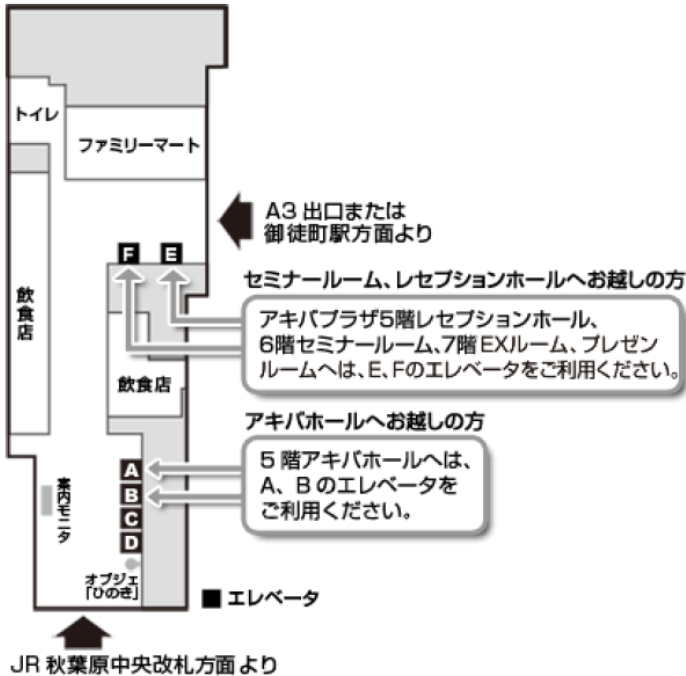 トイレ
ファミリーマート
A3 出口または
御徒町駅方面より
F E
セミナールーム、レセプションホールへお越しの方
アキバプラザ5階レセプションホール、
6階セミナールーム、7階EXルーム、プレゼン
ルームへは、E、Fのエレベータをご利用ください。
飲食店
飲食店
アキバホールへお越しの方
5階アキバホールへは、
A、Bのエレベータを
ご利用ください。
A
B
C
D
案内モニタ
オブジェ
「ひのき」
■ エレベータ
JR 秋葉原中央改札方面より